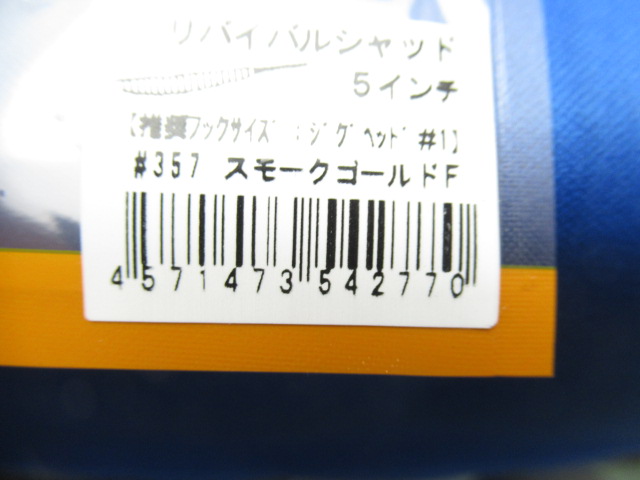 リバイバルシャッド
5インチ
【推奨フックサイズ:ジグヘッド #1】
#357 スモークゴールドF
4571473542770